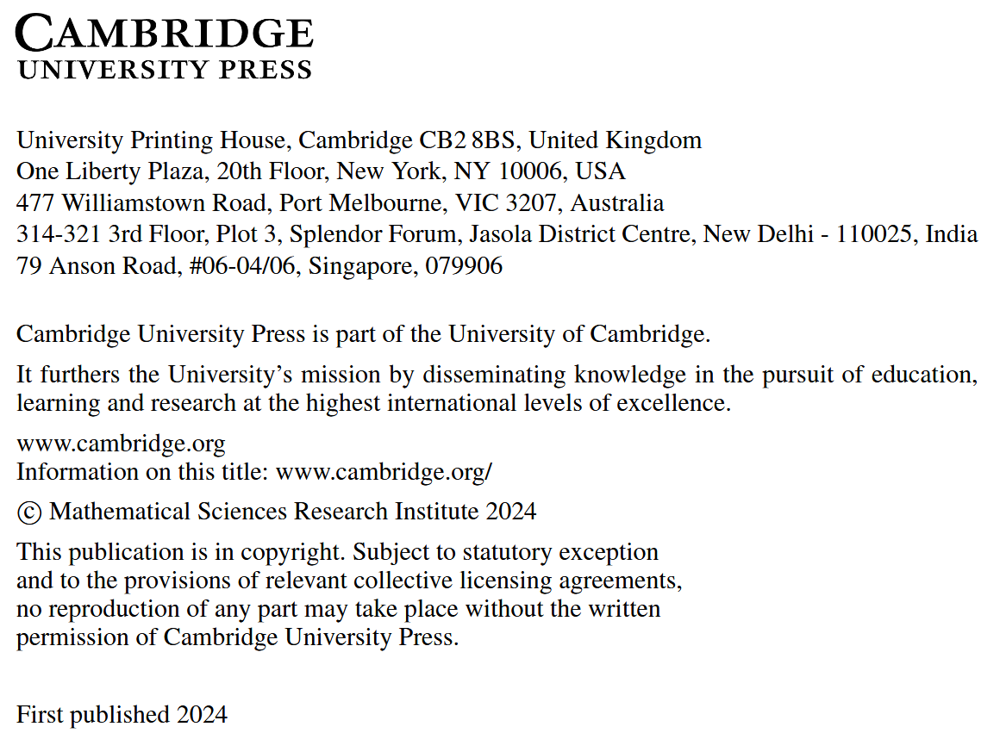 CAMBRIDGE
UNIVERSITY PRESS
University Printing House, Cambridge CB2 8BS, United Kingdom
One Liberty Plaza, 20th Floor, New York, NY 10006, USA
477 Williamstown Road, Port Melbourne, VIC 3207, Australia
314-321 3rd Floor, Plot 3, Splendor Forum, Jasola District Centre, New Delhi - 110025, India
79 Anson Road, #06-04/06, Singapore, 079906
Cambridge University Press is part of the University of Cambridge.
It furthers the University’s mission by disseminating knowledge in the pursuit of education,
learning and research at the highest international levels of excellence.
www.cambridge.org
Information on this title: www.cambridge.org/
© Mathematical Sciences Research Institute 2024
This publication is in copyright. Subject to statutory exception
and to the provisions of relevant collective licensing agreements,
no reproduction of any part may take place without the written
permission of Cambridge University Press.
First published 2024